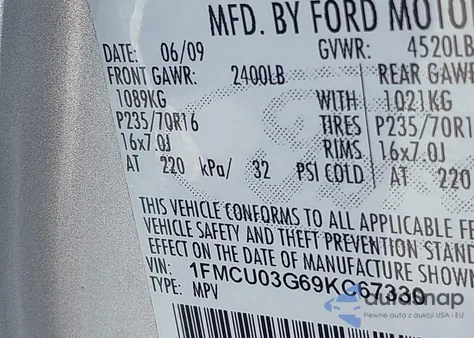 MFD. BY FORD MOTO
DATE: 06/09 GVWR: 4520LB
FRONT GAWR: 2400LB REAR GAWR
1089KG WITH 1021KG
P235/70R16 TIRES P235/70R1
16x7.0J RIMS 16x7.0J
AT 220 kPa/ 32 PSI COLD AT 220
THIS VEHICLE CONFORMS TO ALL APPLICABLE FE
VEHICLE SAFETY AND THEFT PREVENTION STAND
EFFECT ON THE DATE OF MANUFACTURE SHOWN
VIN: 1FMCU03G69KC67330
TYPE: MPV
autosnap
Pewne auta z aukcji USA i EU